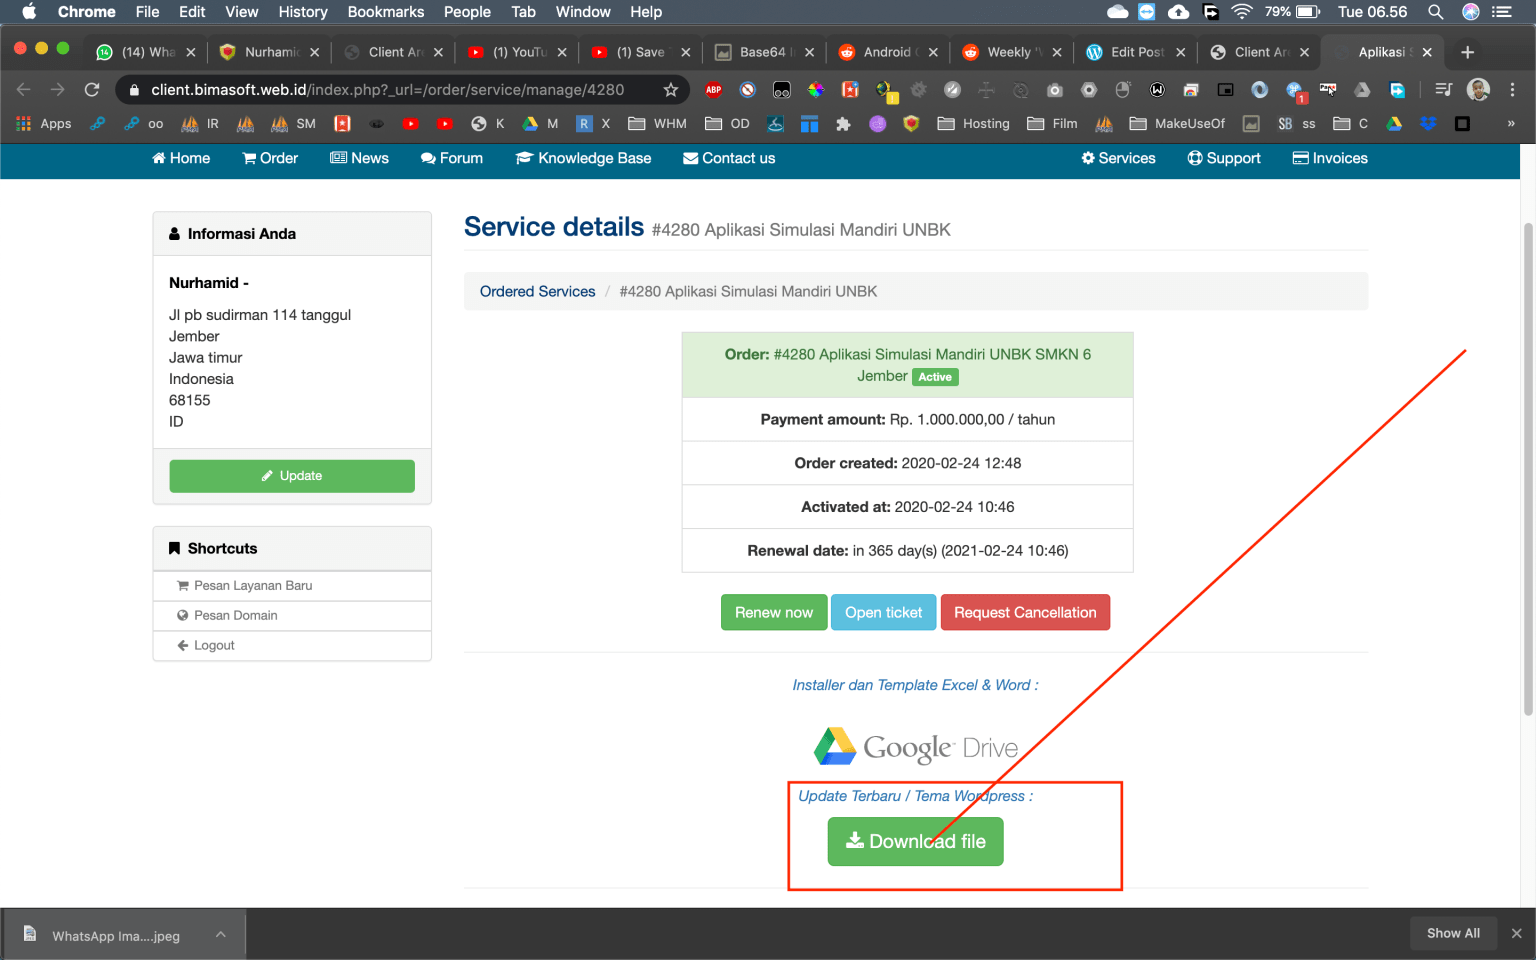 Chrome File Edit View History Bookmarks People Tab Window Help 79% Tue 06.56
(14) Wha Nurhamid Client Are (1) YouTu (1) Save Base64 I Android Weekly "\ Edit Post Client Are Aplikasi S
client.bimasoft.web.id/index.php?_url=/order/service/manage/4280
Apps oo IR SM K M X WHM OD Hosting Film MakeUseOf SB ss C »
Home Order News Forum Knowledge Base Contact us Services Support Invoices
Informasi Anda
Nurhamid -
Jl pb sudirman 114 tanggul
Jember
Jawa timur
Indonesia
68155
ID
Update
Shortcuts
Pesan Layanan Baru
Pesan Domain
Logout
Service details #4280 Aplikasi Simulasi Mandiri UNBK
Ordered Services / #4280 Aplikasi Simulasi Mandiri UNBK
Order: #4280 Aplikasi Simulasi Mandiri UNBK SMKN 6
Jember Active
Payment amount: Rp. 1.000.000,00 / tahun
Order created: 2020-02-24 12:48
Activated at: 2020-02-24 10:46
Renewal date: in 365 day(s) (2021-02-24 10:46)
Renew now Open ticket Request Cancellation
Installer dan Template Excel & Word :
Google Drive
Update Terbaru / Tema Wordpress :
Download file
WhatsApp Ima....jpeg
Show All